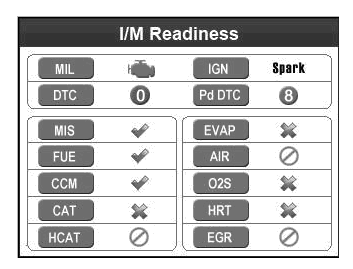 I/M Readiness
MIL IGN Spark
DTC 0 Pd DTC 8
MIS EVAP
FUE AIR
CCM O2S
CAT HRT
HCAT EGR